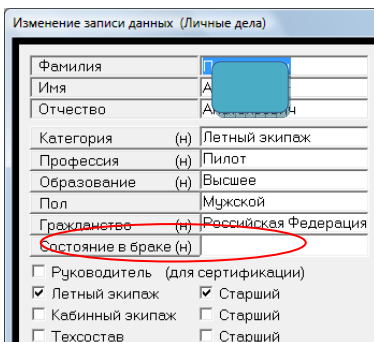 Изменение записи данных (Личные дела)
Фамилия
Имя
Отчество
Категория (н) Летный экипаж
Профессия (н) Пилот
Образование (н) Высшее
Пол Мужской
Гражданство (н) Российская Федерация
Состояние в браке (н)
Руководитель (для сертификации)
Летный экипаж Старший
Кабинный экипаж Старший
Техсостав Старший